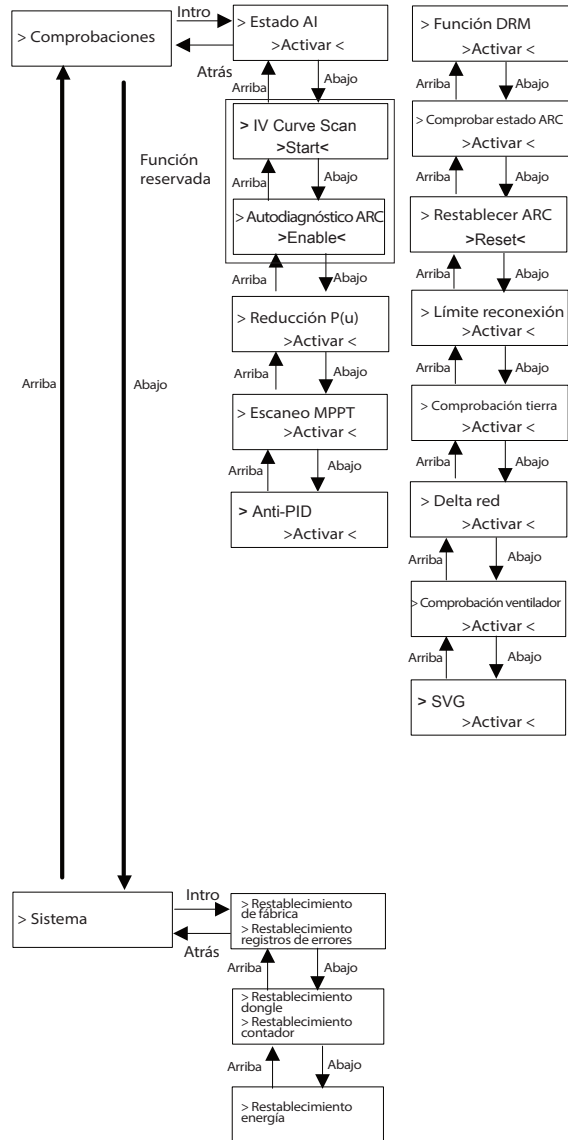 > Comprobaciones
Intro
Atrás
> Estado AI
>Activar <
Arriba
Abajo
Función
reservada
> IV Curve Scan
>Start<
Arriba
Abajo
> Autodiagnóstico ARC
>Enable<
Arriba
Abajo
> Reducción P(u)
>Activar <
Arriba
Abajo
> Escaneo MPPT
>Activar <
Arriba
Abajo
> Anti-PID
>Activar <
> Función DRM
>Activar <
Arriba
Abajo
> Comprobar estado ARC
>Activar <
Arriba
Abajo
> Restablecer ARC
>Reset<
Arriba
Abajo
> Límite reconexión
>Activar <
Arriba
Abajo
> Comprobación tierra
>Activar <
Arriba
Abajo
> Delta red
>Activar <
Arriba
Abajo
> Comprobación ventilador
>Activar <
Arriba
Abajo
> SVG
>Activar <
Arriba
Abajo
> Sistema
Intro
Atrás
> Restablecimiento
de fábrica
> Restablecimiento
registros de errores
Arriba
Abajo
> Restablecimiento
dongle
> Restablecimiento
contador
Arriba
Abajo
> Restablecimiento
energía